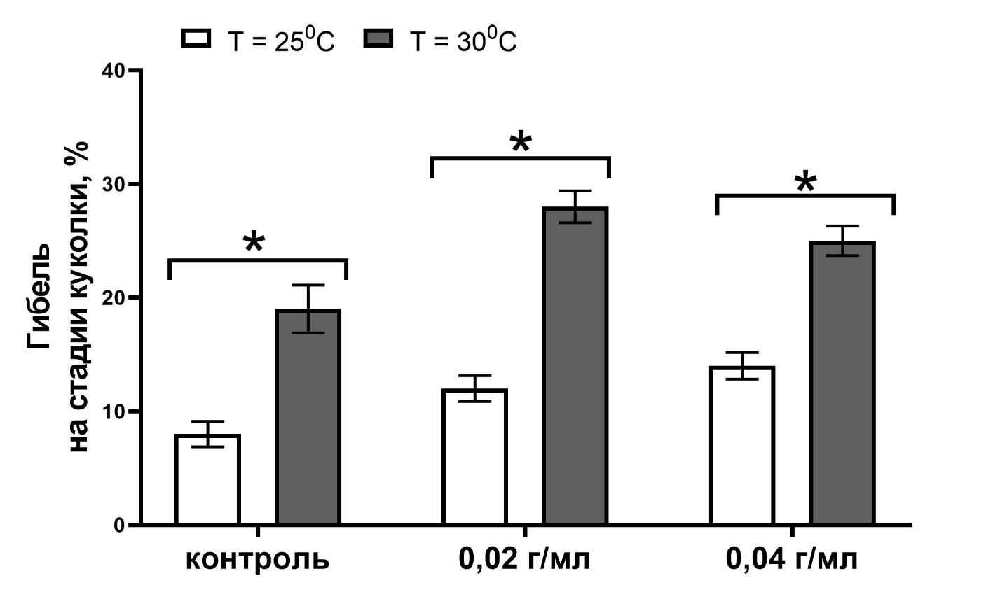 T = 25⁰C
T = 30⁰C
Гибель
на стадии куколки, %
40
30
20
10
0
*
*
*
контроль
0,02 г/мл
0,04 г/мл